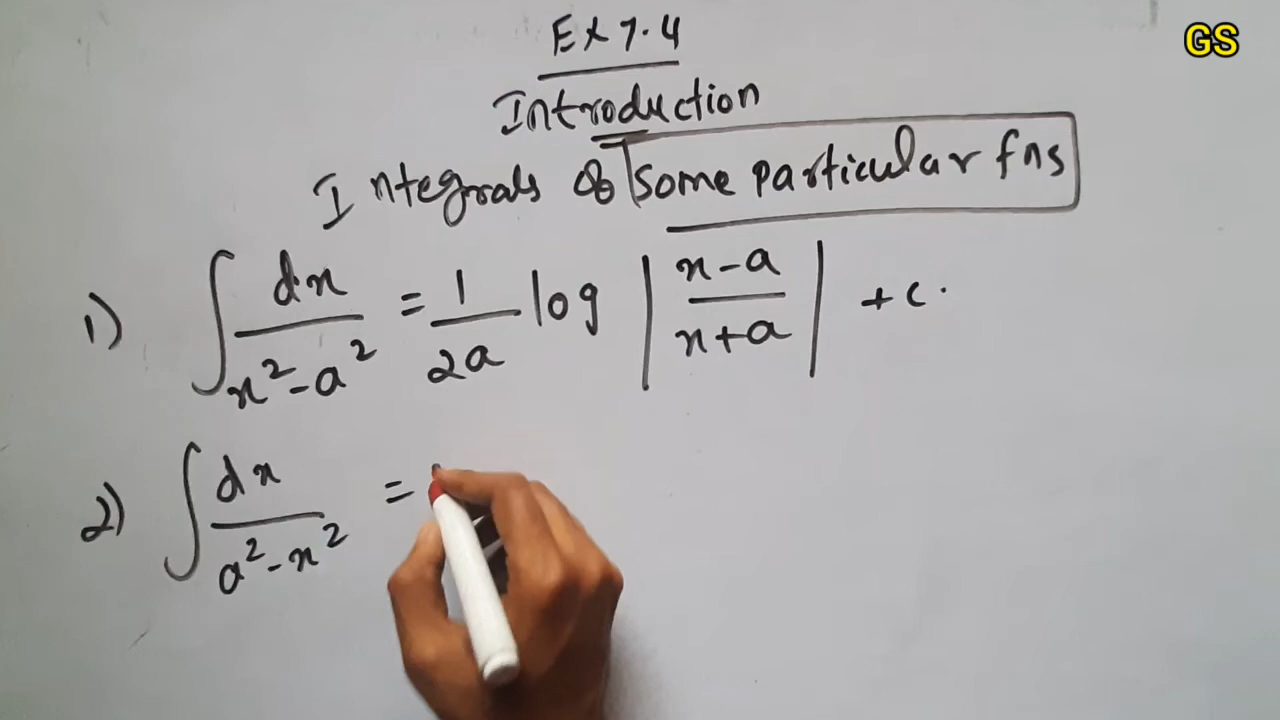 GS
Ex 7.4
Introduction
Integrals of some particular fns
1) ∫ dx / (x² - a²) = 1/2a log | (x - a) / (x + a) | + c.
2) ∫ dx / (a² - x²) =